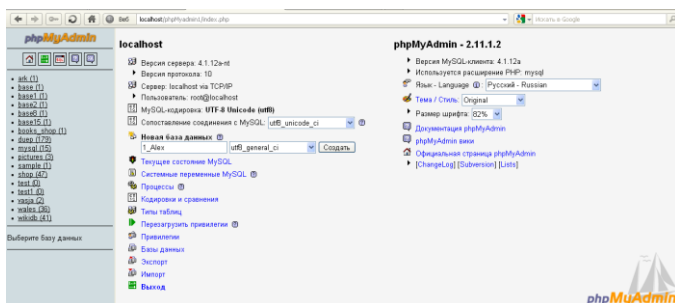 localhost/phpMyadmin1/index.php
Искать в Google
phpMyAdmin
ark (1)
base (1)
base1 (1)
base2 (1)
base6 (1)
base15 (1)
books_shop (1)
duep (179)
mysql (15)
pictures (3)
sample (1)
shop (47)
test (0)
test1 (0)
vasja (2)
wales (36)
wikidb (41)
Выберите базу данных
localhost
Версия сервера: 4.1.12a-nt
Версия протокола: 10
Сервер: localhost via TCP/IP
Пользователь: root@localhost
MySQL-кодировка: UTF-8 Unicode (utf8)
Сопоставление соединения с MySQL: utf8_unicode_ci
Новая база данных
1_Alex utf8_general_ci Создать
Текущее состояние MySQL
Системные переменные MySQL
Процессы
Кодировки и сравнения
Типы таблиц
Перезагрузить привилегии
Привилегии
Базы данных
Экспорт
Импорт
Выход
phpMyAdmin - 2.11.1.2
Версия MySQL-клиента: 4.1.12a
Используется расширение PHP: mysql
Язык - Language : Русский - Russian
Тема / Стиль: Original
Размер шрифта: 82%
Документация phpMyAdmin
phpMyAdmin вики
Официальная страница phpMyAdmin
[ChangeLog] [Subversion] [Lists]
phpMyAdmin